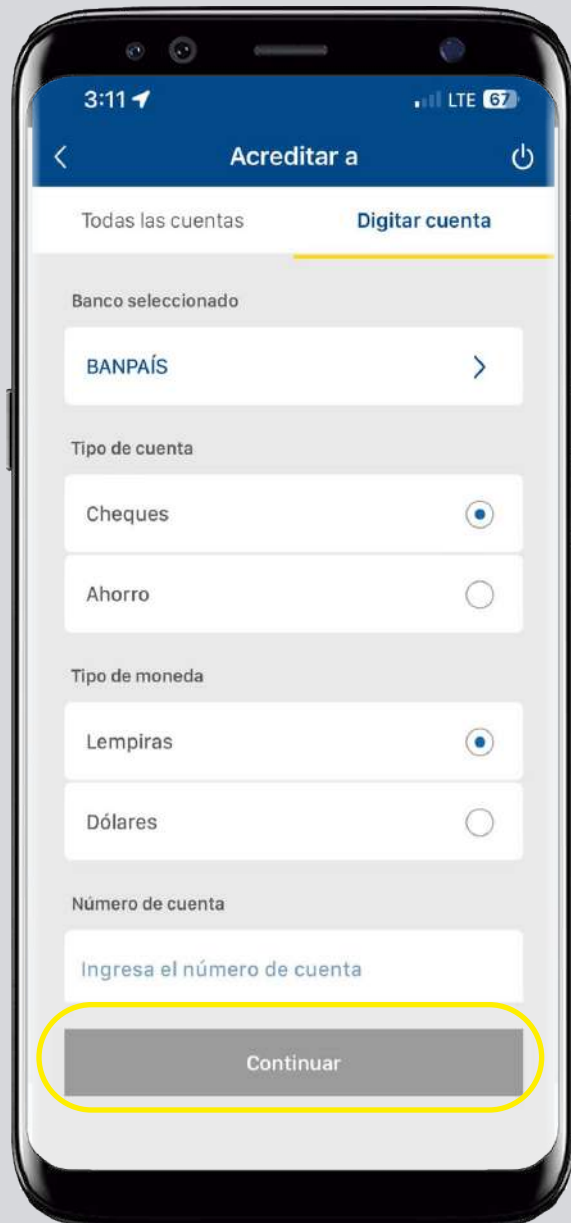 3:11 LTE 67
Acreditar a
Todas las cuentas Digitar cuenta
Banco seleccionado
BANPAÍS
Tipo de cuenta
Cheques
Ahorro
Tipo de moneda
Lempiras
Dólares
Número de cuenta
Ingresa el número de cuenta
Continuar